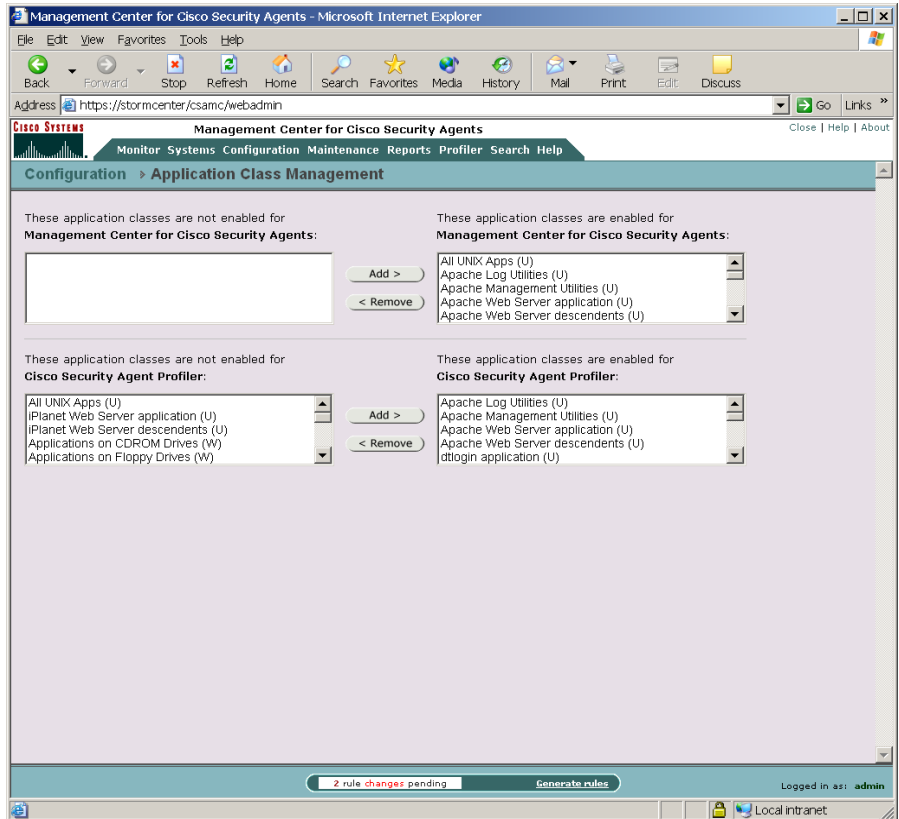 Management Center for Cisco Security Agents - Microsoft Internet Explorer
File Edit View Favorites Tools Help
Back Forward Stop Refresh Home Search Favorites Media History Mail Print Edit Discuss
Address https://stormcenter/csamc/webadmin Go Links »
CISCO SYSTEMS
Management Center for Cisco Security Agents
Close | Help | About
Monitor Systems Configuration Maintenance Reports Profiler Search Help
Configuration > Application Class Management
These application classes are not enabled for
Management Center for Cisco Security Agents:
Add >
< Remove
These application classes are enabled for
Management Center for Cisco Security Agents:
All UNIX Apps (U)
Apache Log Utilities (U)
Apache Management Utilities (U)
Apache Web Server application (U)
Apache Web Server descendents (U)
These application classes are not enabled for
Cisco Security Agent Profiler:
All UNIX Apps (U)
iPlanet Web Server application (U)
iPlanet Web Server descendents (U)
Applications on CDROM Drives (W)
Applications on Floppy Drives (W)
Add >
< Remove
These application classes are enabled for
Cisco Security Agent Profiler:
Apache Log Utilities (U)
Apache Management Utilities (U)
Apache Web Server application (U)
Apache Web Server descendents (U)
dtlogin application (U)
2 rule changes pending
Generate rules
Logged in as: admin
Local intranet